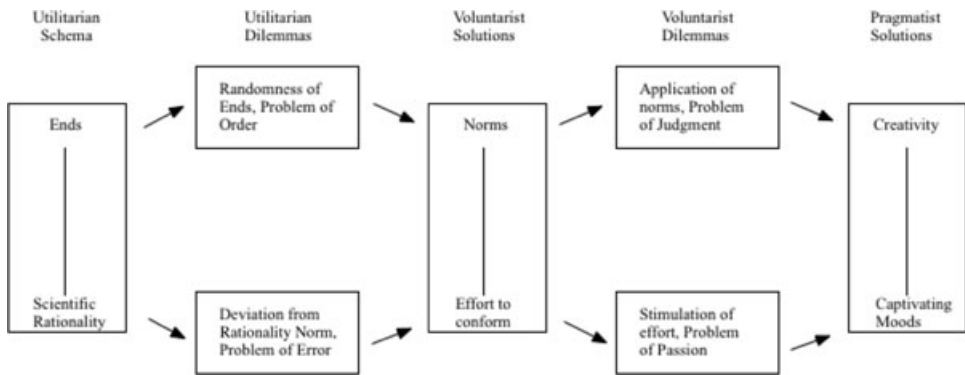 Utilitarian
Schema
Utilitarian
Dilemmas
Voluntarist
Solutions
Voluntarist
Dilemmas
Pragmatist
Solutions
Ends
Scientific
Rationality
Randomness of
Ends, Problem of
Order
Deviation from
Rationality Norm,
Problem of Error
Norms
Effort to
conform
Application of
norms, Problem
of Judgment
Stimulation of
effort, Problem
of Passion
Creativity
Captivating
Moods